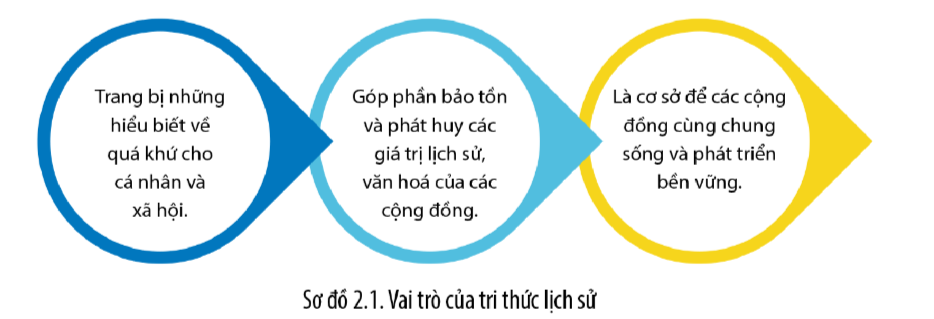 Trang bị những
hiểu biết về
quá khứ cho
cá nhân và
xã hội.
Góp phần bảo tồn
và phát huy các
giá trị lịch sử,
văn hoá của các
cộng đồng.
Là cơ sở để các cộng
đồng cùng chung
sống và phát triển
bền vững.
Sơ đồ 2.1. Vai trò của tri thức lịch sử